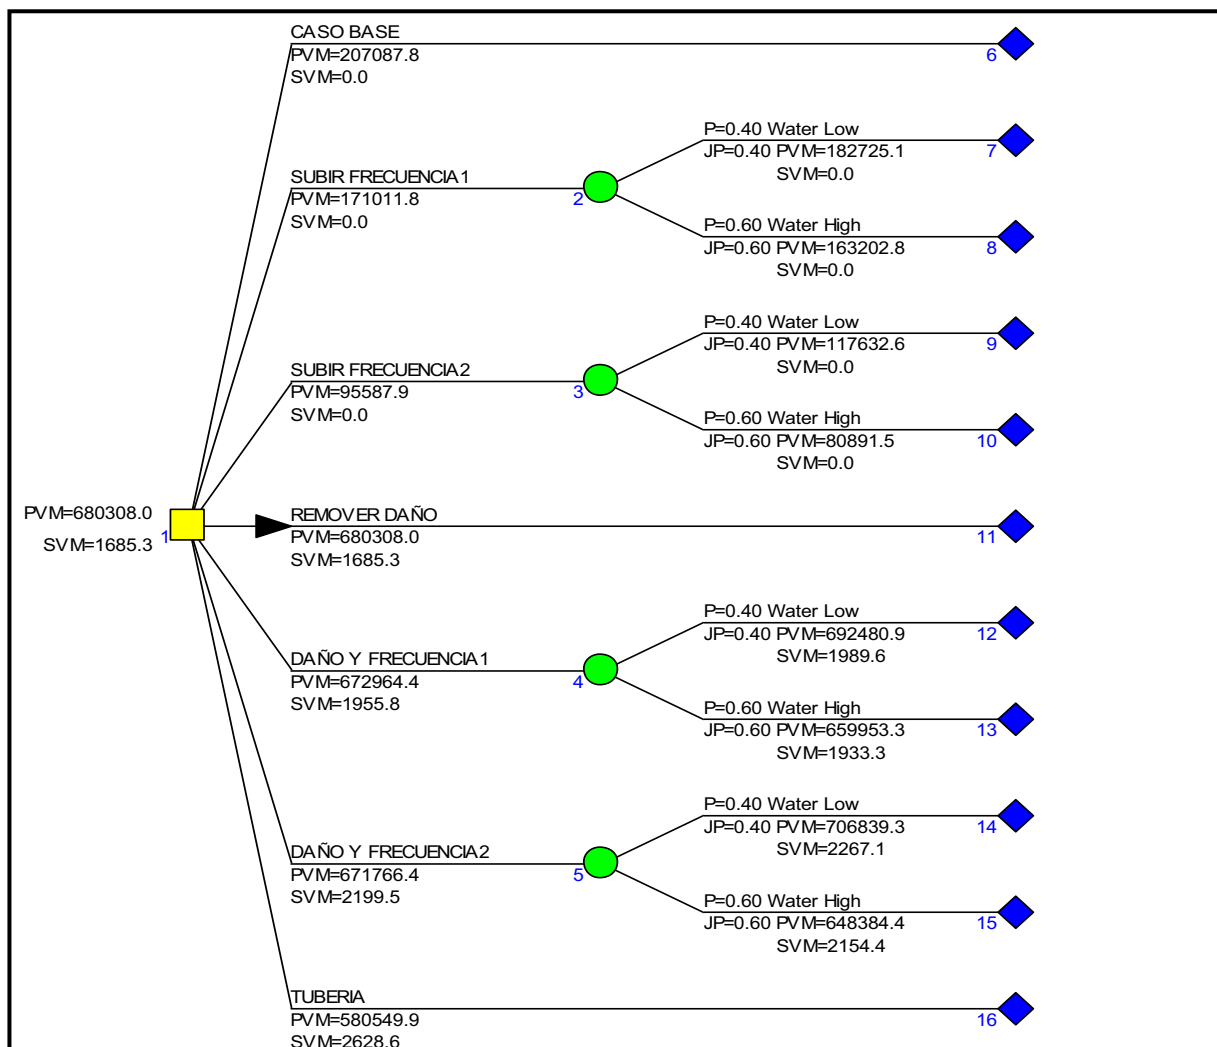 CASO BASE
PVM=207087.8
SVM=0.0
6
P=0.40 Water Low
JP=0.40 PVM=182725.1
SVM=0.0
7
SUBIR FRECUENCIA1
PVM=171011.8
SVM=0.0
2
P=0.60 Water High
JP=0.60 PVM=163202.8
SVM=0.0
8
P=0.40 Water Low
JP=0.40 PVM=117632.6
SVM=0.0
9
SUBIR FRECUENCIA2
PVM=95587.9
SVM=0.0
3
P=0.60 Water High
JP=0.60 PVM=80891.5
SVM=0.0
10
PVM=680308.0
SVM=1685.3
1
REMOVER DAÑO
PVM=680308.0
SVM=1685.3
11
P=0.40 Water Low
JP=0.40 PVM=692480.9
SVM=1989.6
12
DAÑO Y FRECUENCIA1
PVM=672964.4
SVM=1955.8
4
P=0.60 Water High
JP=0.60 PVM=659953.3
SVM=1933.3
13
P=0.40 Water Low
JP=0.40 PVM=706839.3
SVM=2267.1
14
DAÑO Y FRECUENCIA2
PVM=671766.4
SVM=2199.5
5
P=0.60 Water High
JP=0.60 PVM=648384.4
SVM=2154.4
15
TUBERIA
PVM=580549.9
SVM=2628.6
16